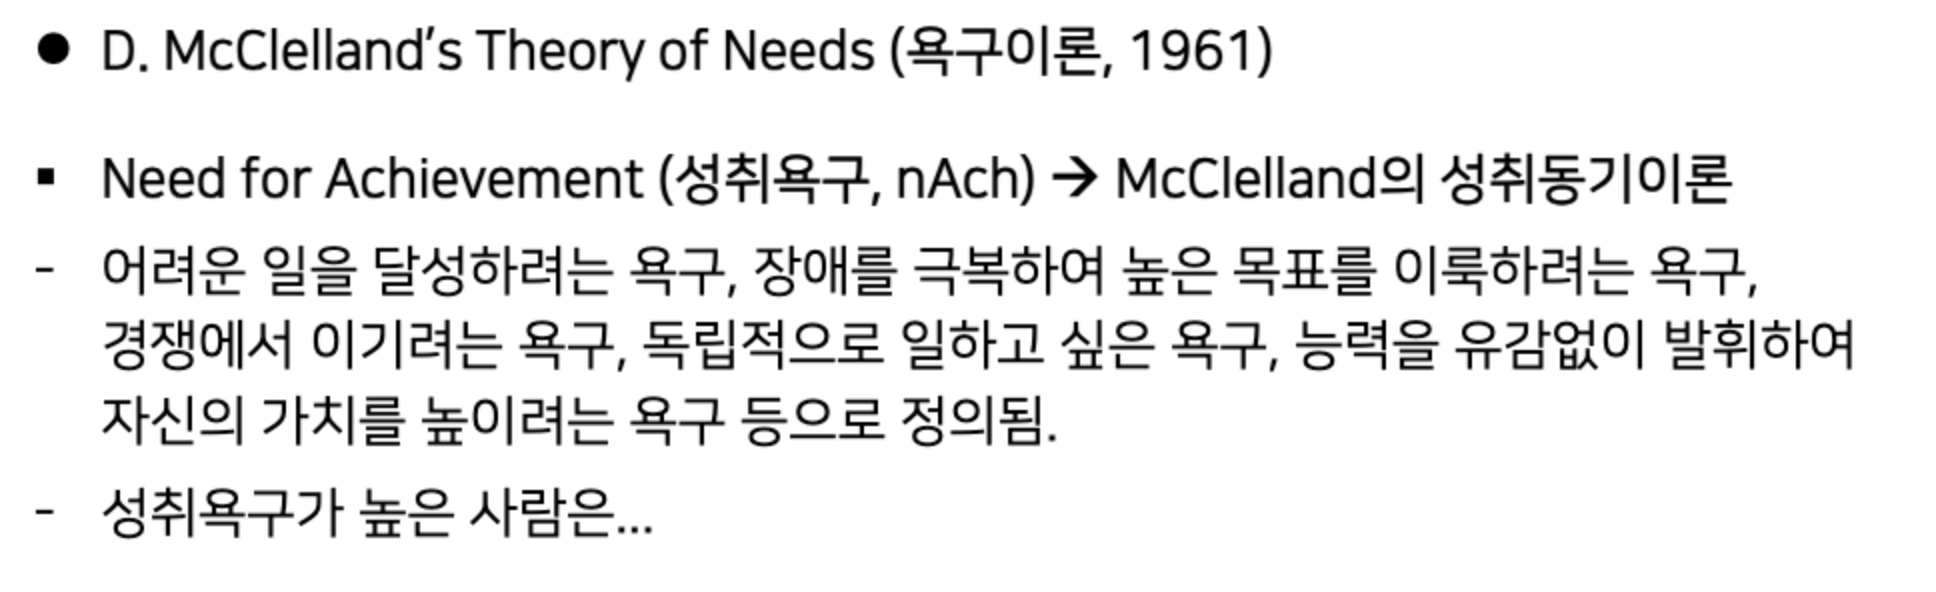 ● D. McClelland’s Theory of Needs (욕구이론, 1961)
▪ Need for Achievement (성취욕구, nAch) → McClelland의 성취동기이론
- 어려운 일을 달성하려는 욕구, 장애를 극복하여 높은 목표를 이룩하려는 욕구,
경쟁에서 이기려는 욕구, 독립적으로 일하고 싶은 욕구, 능력을 유감없이 발휘하여
자신의 가치를 높이려는 욕구 등으로 정의됨.
- 성취욕구가 높은 사람은...